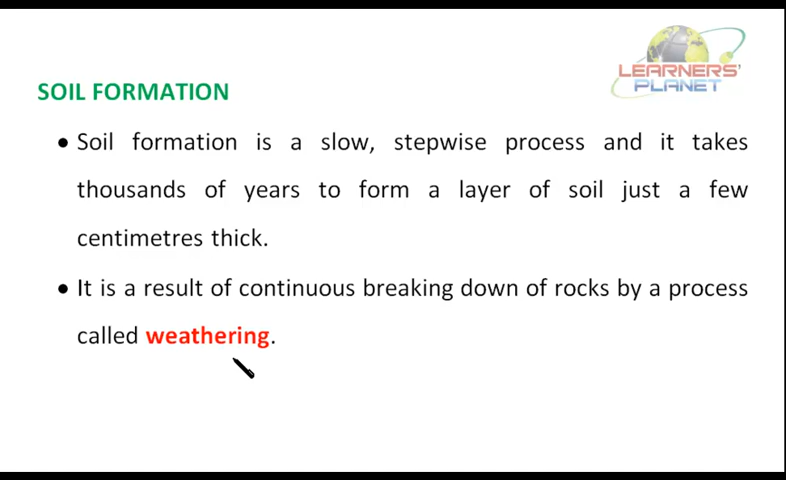 LEARNERS'
PLANET
SOIL FORMATION
• Soil formation is a slow, stepwise process and it takes
thousands of years to form a layer of soil just a few
centimetres thick.
• It is a result of continuous breaking down of rocks by a process
called weathering.